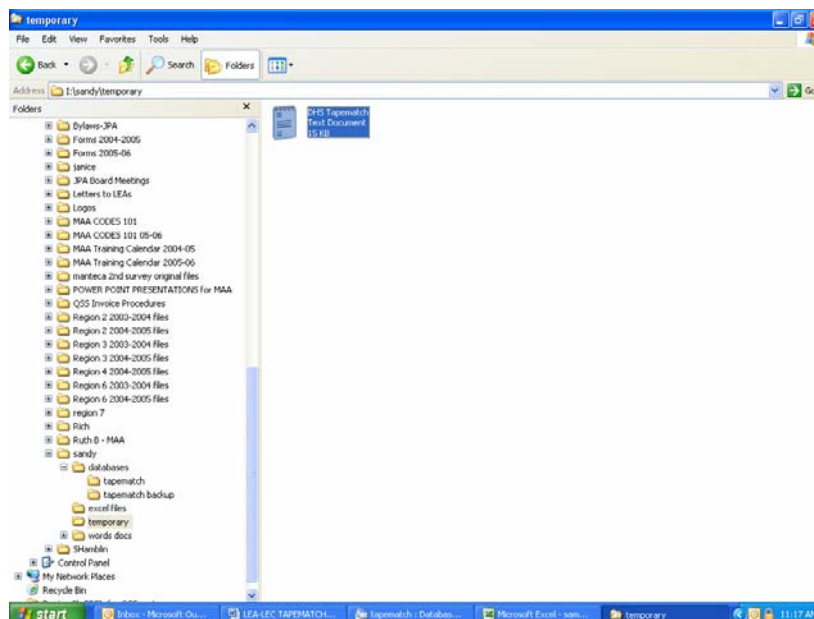 temporary
File Edit View Favorites Tools Help
Back Search Folders
Address I:\sandy\temporary Go
Folders
DHS Tapematch
Text Document
15 KB
Bylaws-JPA
Forms 2004-2005
Forms 2005-06
janice
JPA Board Meetings
Letters to LEAs
Logos
MAA CODES 101
MAA CODES 101 05-06
MAA Training Calendar 2004-05
MAA Training Calendar 2005-06
manteca 2nd survey original files
POWER POINT PRESENTATIONS for MAA
QSS Invoice Procedures
Region 2 2003-2004 files
Region 2 2004-2005 files
Region 3 2003-2004 files
Region 3 2004-2005 files
Region 4 2004-2005 files
Region 6 2003-2004 files
Region 6 2004-2005 files
region 7
Rich
Ruth B - MAA
sandy
databases
tapematch
tapematch backup
excel files
temporary
words docs
SHamblin
Control Panel
My Network Places
Recycle Bin
start Inbox - Microsoft Ou... LEA-LEC TAPEMATCH... tapematch : Databas... Microsoft Excel - sam... temporary 11:17 AM